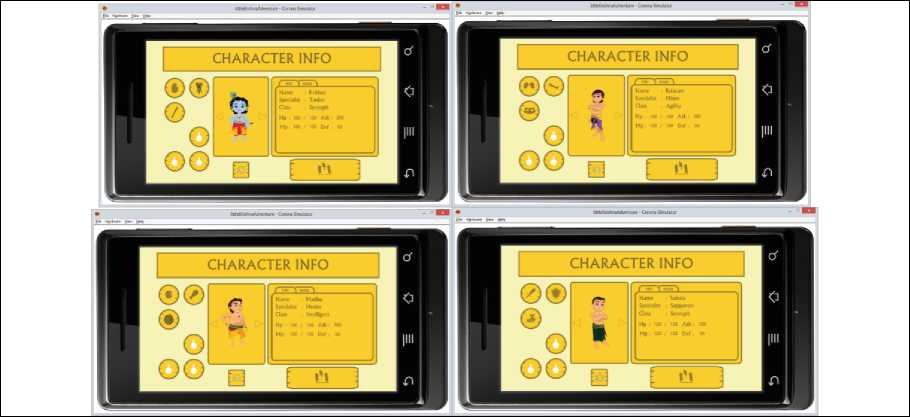 littleKrishnaAdventure - Corona Simulator
File Hardware View Help
CHARACTER INFO
Name : Krishna
Specialist : Tanker
Class : Strength
Hp : 100 / 100 Atk : 200
Mp : 100 / 100 Def : 50
littleKrishnaAdventure - Corona Simulator
File Hardware View Help
CHARACTER INFO
Name : Balaram
Specialist : Hitter
Class : Agility
Hp : 100 / 100 Atk : 100
Mp : 100 / 100 Def : 50
littleKrishnaAdventure - Corona Simulator
File Hardware View Help
CHARACTER INFO
Name : Madhu
Specialist : Healer
Class : Intelligent
Hp : 100 / 100 Atk : 100
Mp : 100 / 100 Def : 50
littleKrishnaAdventure - Corona Simulator
File Hardware View Help
CHARACTER INFO
Name : Subala
Specialist : Supporter
Class : Strength
Hp : 100 / 100 Atk : 100
Mp : 100 / 100 Def : 50